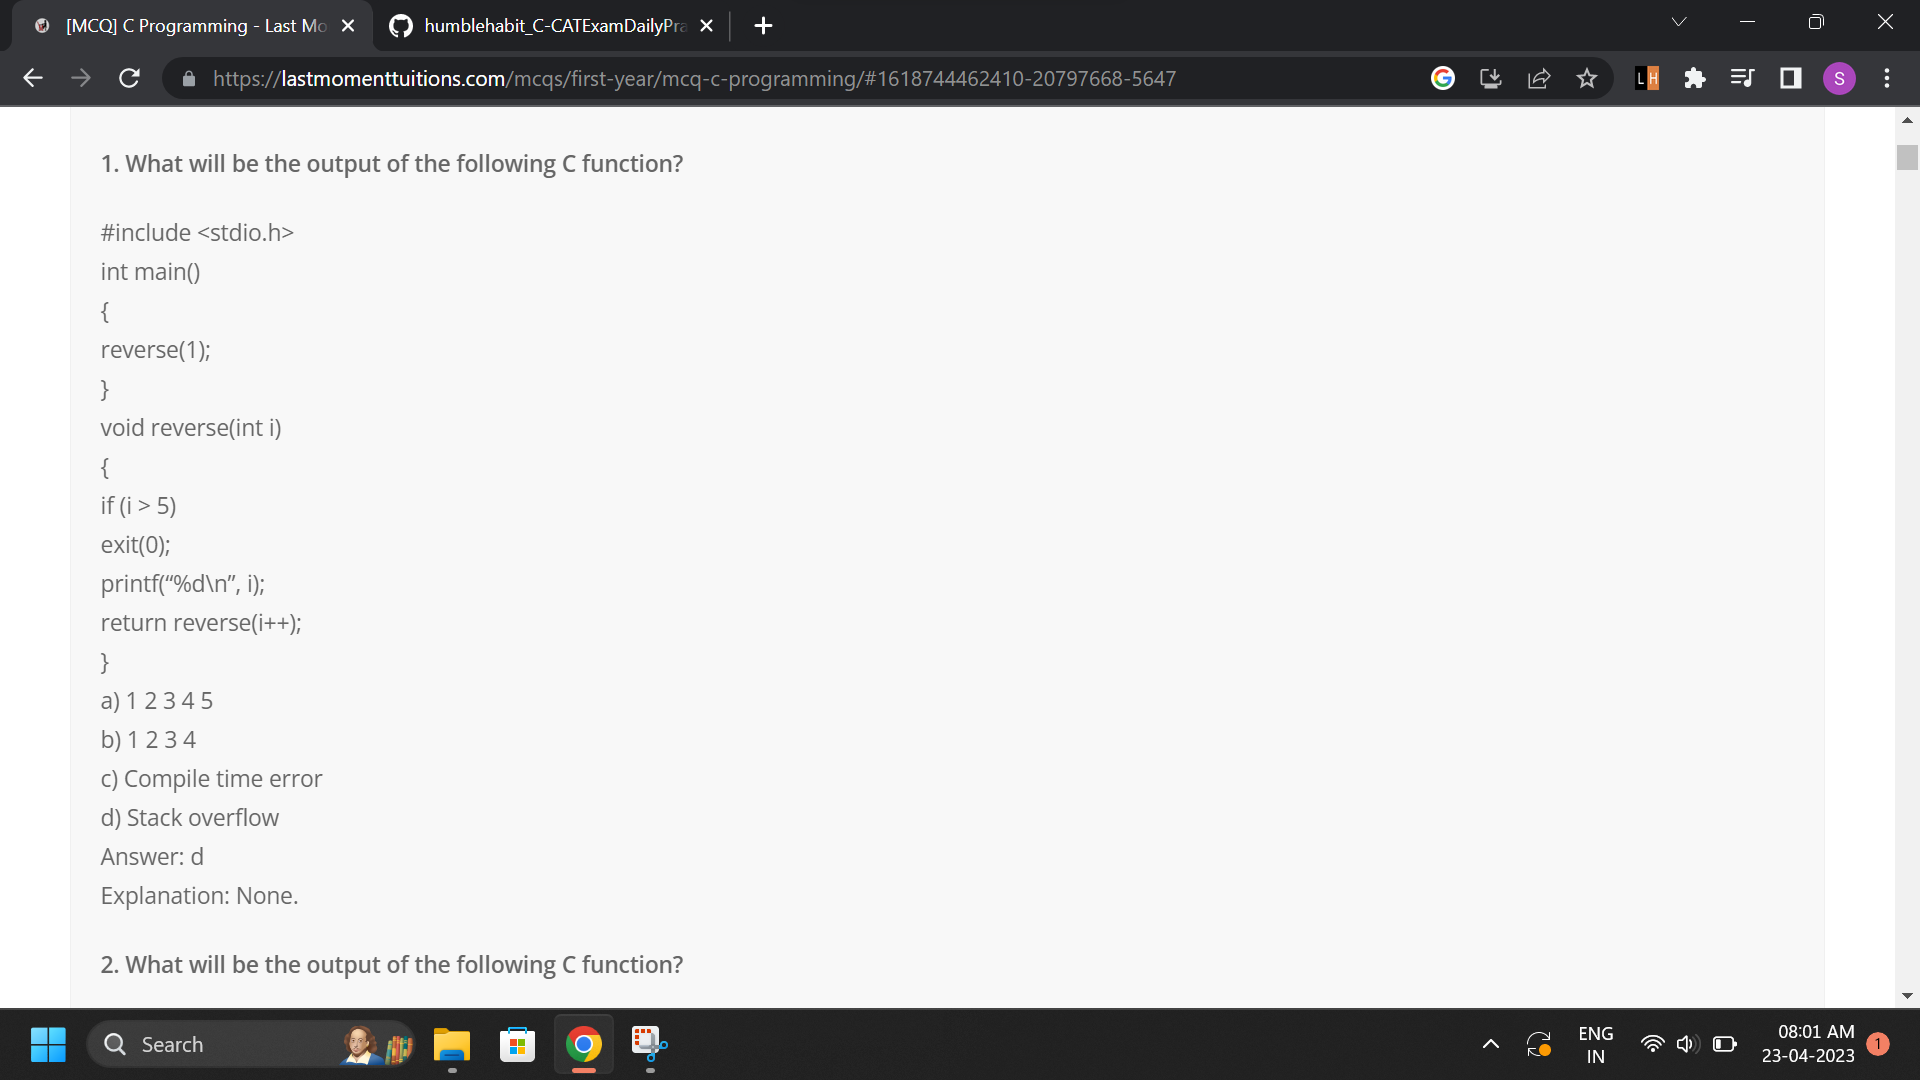 [MCQ] C Programming - Last Mo
humblehabit_C-CATExamDailyPra
https://lastmomenttuitions.com/mcqs/first-year/mcq-c-programming/#1618744462410-20797668-5647
LH
S
1. What will be the output of the following C function?
#include <stdio.h>
int main()
{
reverse(1);
}
void reverse(int i)
{
if (i > 5)
exit(0);
printf(“%d\n”, i);
return reverse(i++);
}
a) 1 2 3 4 5
b) 1 2 3 4
c) Compile time error
d) Stack overflow
Answer: d
Explanation: None.
2. What will be the output of the following C function?
Search
ENG
IN
08:01 AM
23-04-2023
1